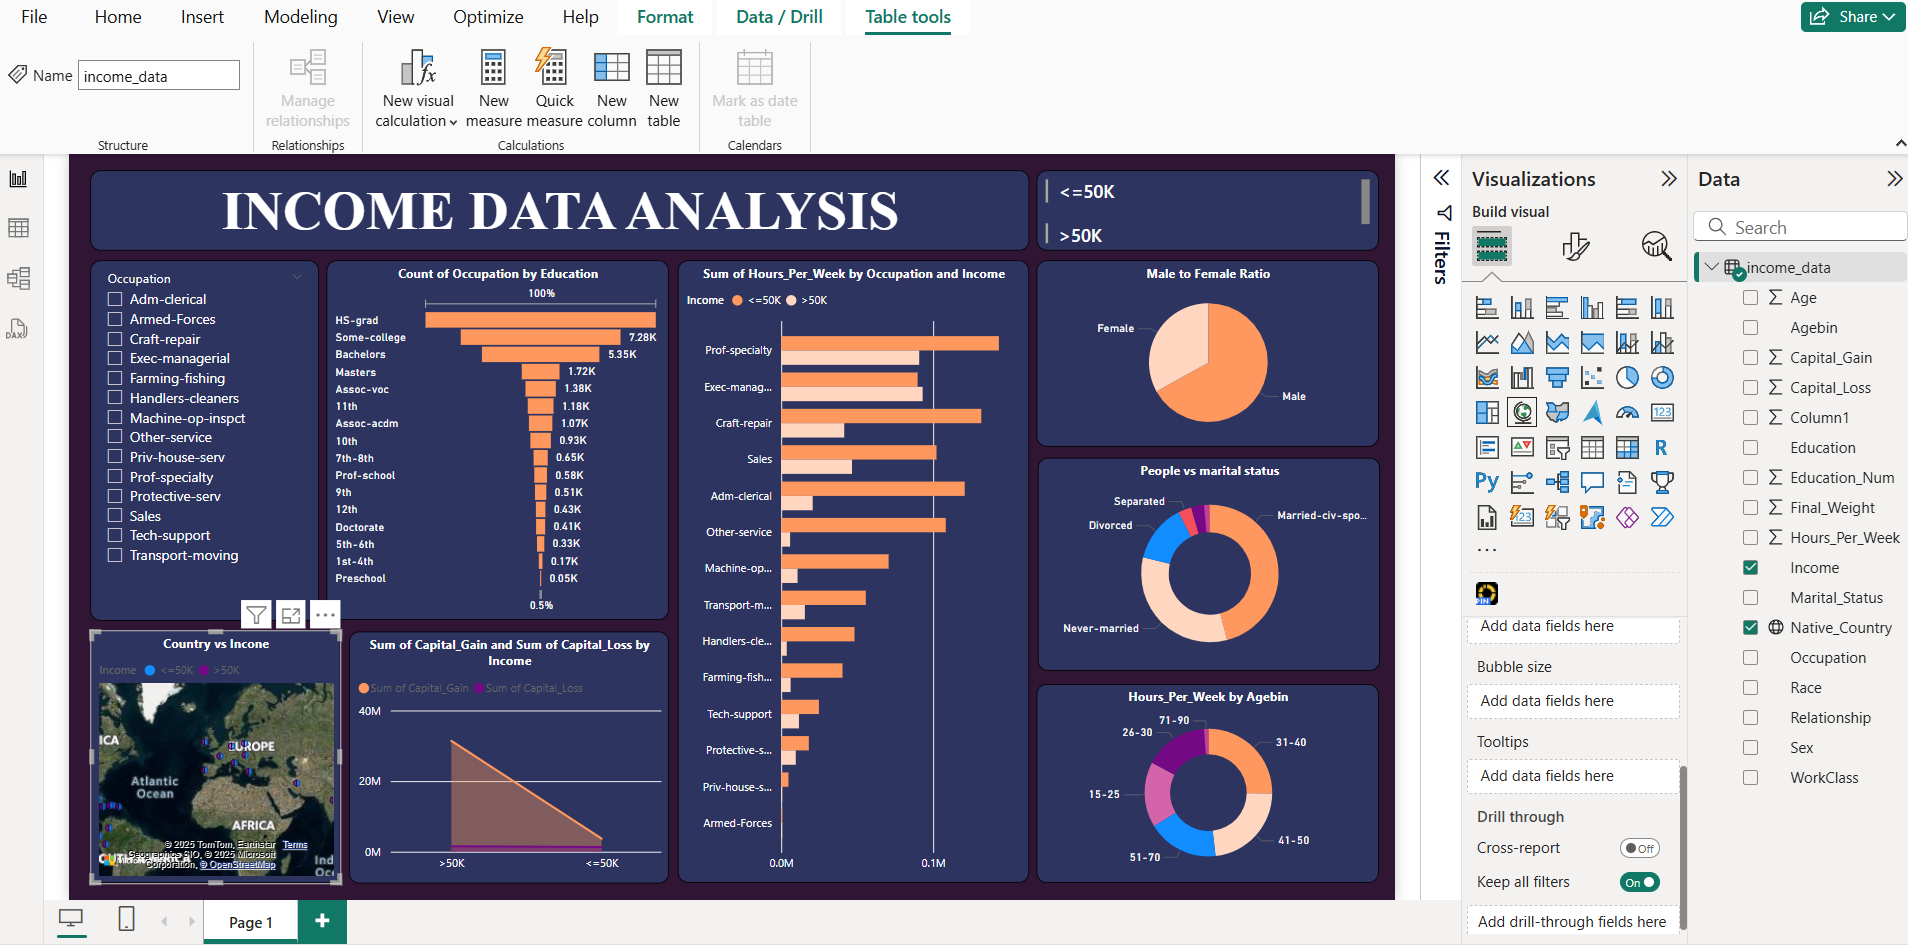 File Home Insert Modeling View Optimize Help Format Data / Drill Table tools
Share
Name income_data
Manage relationships
New visual calculation
New measure
Quick measure
New column
New table
Mark as date table
Structure Relationships Calculations Calendars
INCOME DATA ANALYSIS
<=50K
>50K
Occupation
Adm-clerical
Armed-Forces
Craft-repair
Exec-managerial
Farming-fishing
Handlers-cleaners
Machine-op-inspct
Other-service
Priv-house-serv
Prof-specialty
Protective-serv
Sales
Tech-support
Transport-moving
Count of Occupation by Education
100%
HS-grad
Some-college 7.28K
Bachelors 5.35K
Masters 1.72K
Assoc-voc 1.38K
11th 1.18K
Assoc-acdm 1.07K
10th 0.93K
7th-8th 0.65K
Prof-school 0.58K
9th 0.51K
12th 0.43K
Doctorate 0.41K
5th-6th 0.33K
1st-4th 0.17K
Preschool 0.05K
0.5%
Sum of Hours_Per_Week by Occupation and Income
Income <=50K >50K
Prof-specialty
Exec-manag...
Craft-repair
Sales
Adm-clerical
Other-service
Machine-op...
Transport-m...
Handlers-cle...
Farming-fish...
Tech-support
Protective-s...
Priv-house-s...
Armed-Forces
0.0M 0.1M
Male to Female Ratio
Female
Male
People vs marital status
Separated
Divorced
Married-civ-spo...
Never-married
Hours_Per_Week by Agebin
71-90
26-30
31-40
15-25
41-50
51-70
Country vs Incone
Income <=50K >50K
ICA
EUROPE
Atlantic
Ocean
AFRICA
© 2025 TomTom, Earthstar
Geographics SIO, © 2025 Microsoft
Corporation, © OpenStreetMap
Terms
Ind
Oc
Sum of Capital_Gain and Sum of Capital_Loss by
Income
Sum of Capital_Gain Sum of Capital_Loss
40M
20M
0M
>50K <=50K
Page 1
Filters
DAX
Visualizations
Build visual
123
R
Py
123
...
Add data fields here
Bubble size
Add data fields here
Tooltips
Add data fields here
Drill through
Cross-report Off
Keep all filters On
Add drill-through fields here
Data
Search
income_data
Age
Agebin
Capital_Gain
Capital_Loss
Column1
Education
Education_Num
Final_Weight
Hours_Per_Week
Income
Marital_Status
Native_Country
Occupation
Race
Relationship
Sex
WorkClass